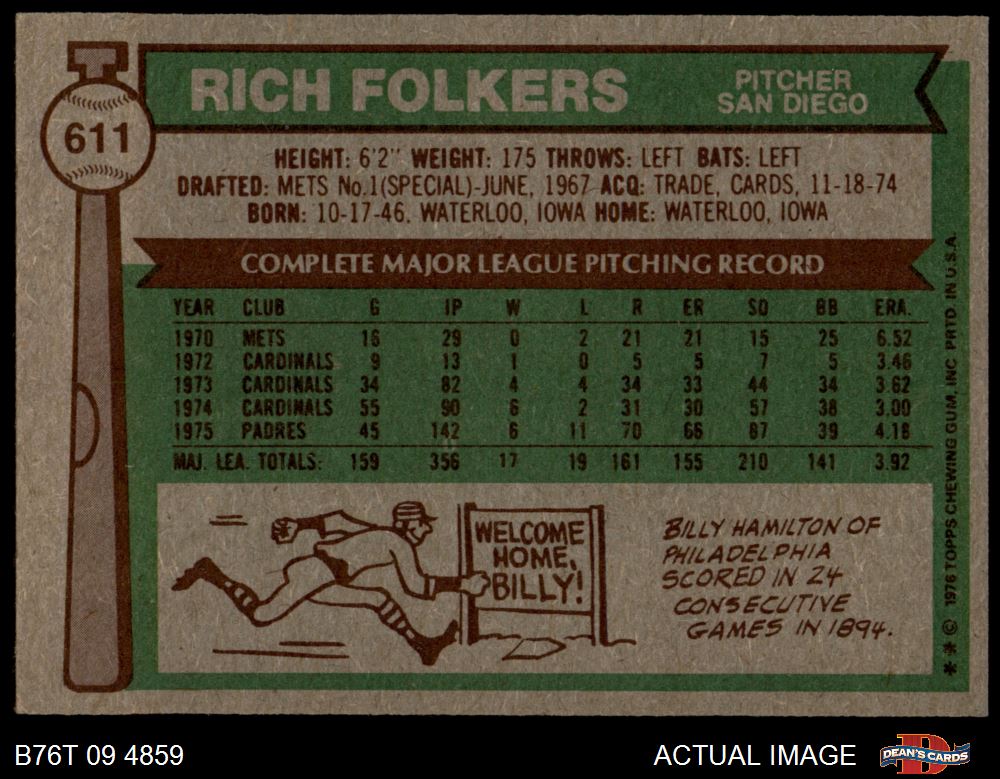 611
RICH FOLKERS
PITCHER
SAN DIEGO
HEIGHT: 6'2" WEIGHT: 175 THROWS: LEFT BATS: LEFT
DRAFTED: METS No.1(SPECIAL)-JUNE, 1967 ACQ: TRADE, CARDS, 11-18-74
BORN: 10-17-46, WATERLOO, IOWA HOME: WATERLOO, IOWA
COMPLETE MAJOR LEAGUE PITCHING RECORD
YEAR CLUB G IP W L R ER SO BB ERA.
1970 METS 16 29 0 2 21 21 15 25 6.52
1972 CARDINALS 9 13 1 0 5 5 7 5 3.46
1973 CARDINALS 34 82 4 4 34 33 44 34 3.62
1974 CARDINALS 55 90 6 2 31 30 57 38 3.00
1975 PADRES 45 142 6 11 70 66 87 39 4.18
MAJ. LEA. TOTALS: 159 356 17 19 161 155 210 141 3.92
WELCOME
HOME,
BILLY!
BILLY HAMILTON OF
PHILADELPHIA
SCORED IN 24
CONSECUTIVE
GAMES IN 1894.
** © 1976 TOPPS CHEWING GUM, INC. PRTD. IN U.S.A.
B76T 09 4859
ACTUAL IMAGE
DEAN'S CARDS